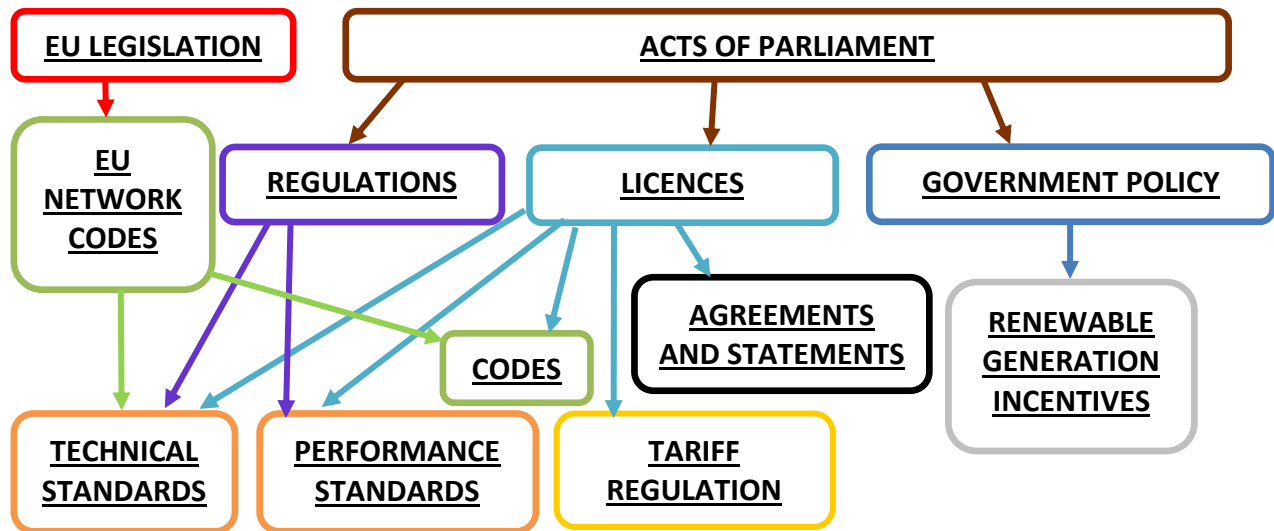 EU LEGISLATION
ACTS OF PARLIAMENT
EU
NETWORK
CODES
REGULATIONS
LICENCES
GOVERNMENT POLICY
AGREEMENTS
AND STATEMENTS
RENEWABLE
GENERATION
INCENTIVES
CODES
TECHNICAL
STANDARDS
PERFORMANCE
STANDARDS
TARIFF
REGULATION